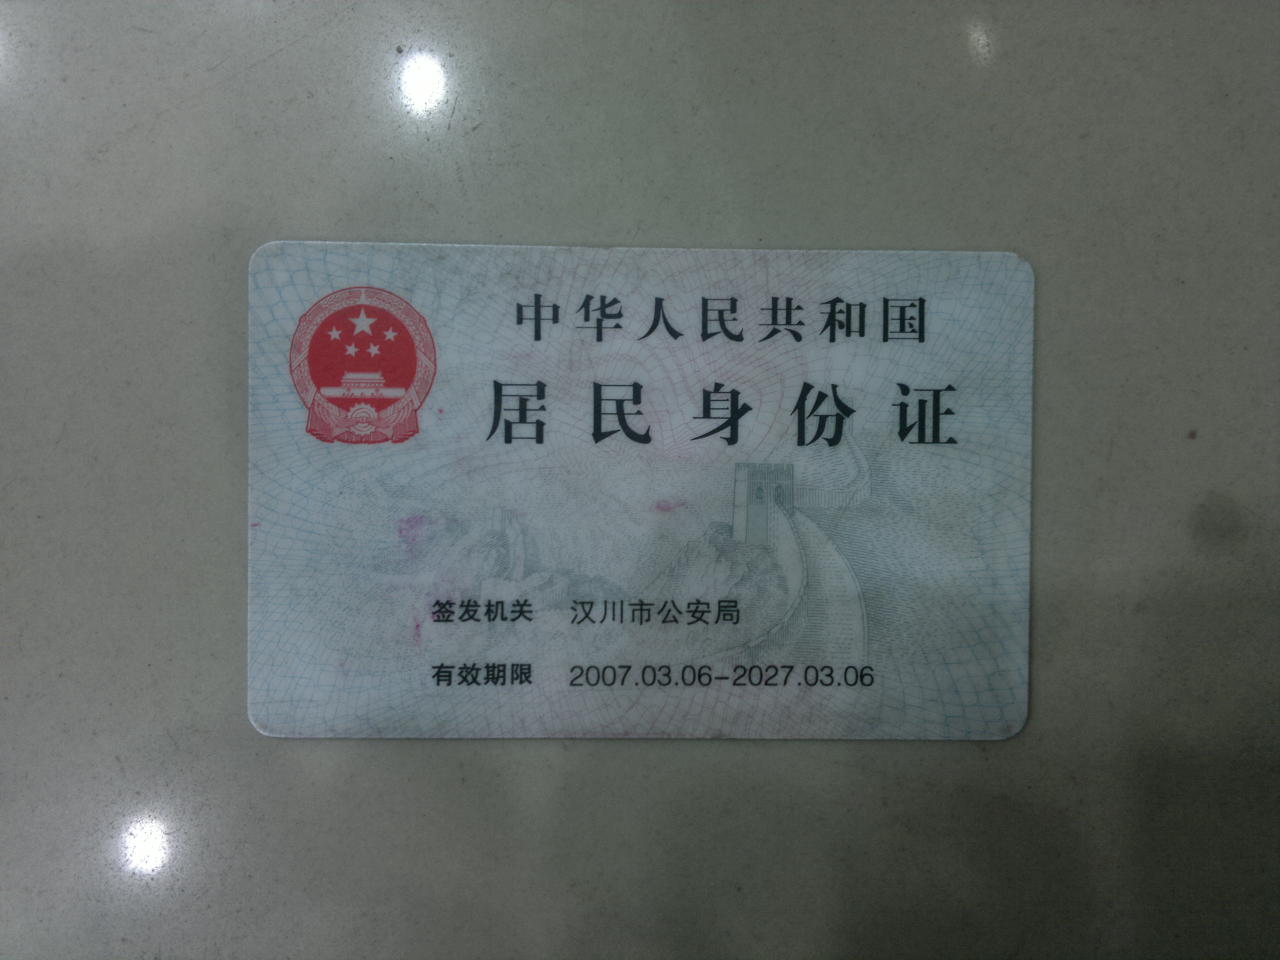 中华人民共和国
居民身份证
签发机关 汉川市公安局
有效期限 2007.03.06-2027.03.06